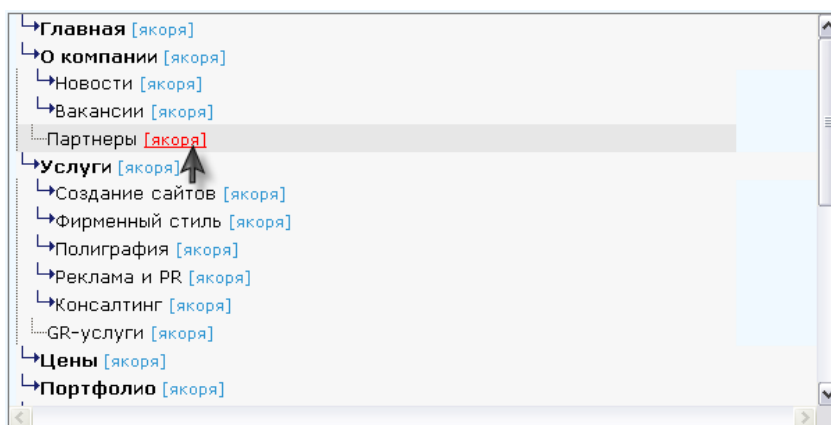 Главная [якоря]
О компании [якоря]
Новости [якоря]
Вакансии [якоря]
Партнеры [якоря]
Услуги [якоря]
Создание сайтов [якоря]
Фирменный стиль [якоря]
Полиграфия [якоря]
Реклама и PR [якоря]
Консалтинг [якоря]
GR-услуги [якоря]
Цены [якоря]
Портфолио [якоря]